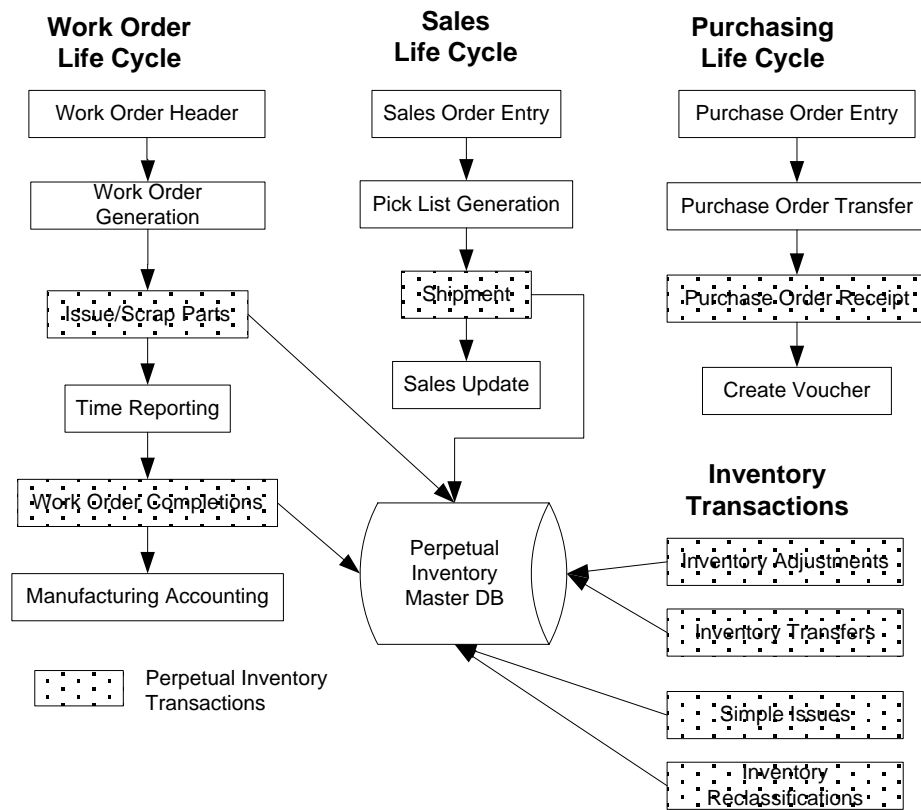 Work Order
Life Cycle
Work Order Header
Work Order
Generation
Issue/Scrap Parts
Time Reporting
Work Order Completions
Manufacturing Accounting
Perpetual Inventory
Transactions
Sales
Life Cycle
Sales Order Entry
Pick List Generation
Shipment
Sales Update
Perpetual
Inventory
Master DB
Purchasing
Life Cycle
Purchase Order Entry
Purchase Order Transfer
Purchase Order Receipt
Create Voucher
Inventory
Transactions
Inventory Adjustments
Inventory Transfers
Simple Issues
Inventory
Reclassifications